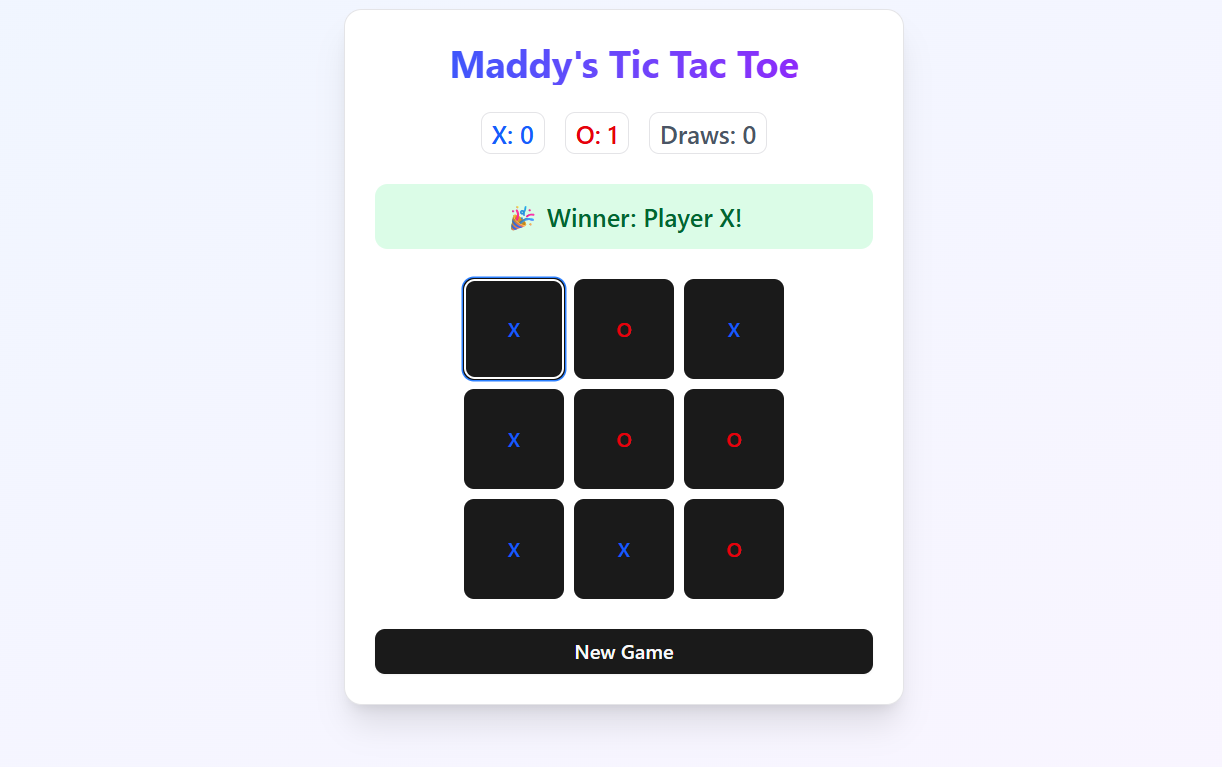 Maddy's Tic Tac Toe
X: 0 O: 1 Draws: 0
🎉 Winner: Player X!
X O X
X O O
X X O
New Game